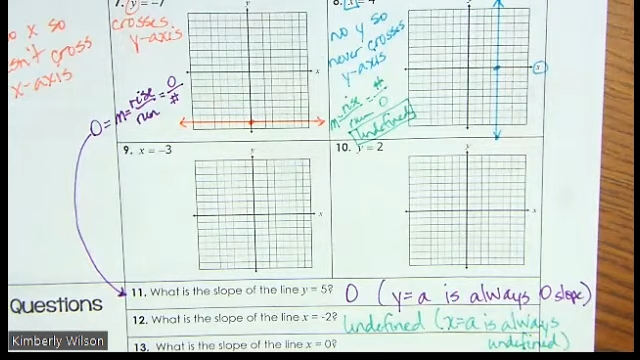 7. y = -7
8. x = 4
no x so
sn't cross
x-axis
crosses
y-axis
no y so
never crosses
y-axis
0 = m = rise/run = 0/#
m = rise/run = #/0
undefined
y
x
y
x
9. x = -3
10. y = 2
y
x
y
x
Questions
11. What is the slope of the line y = 5?
0 (y=a is always 0 slope)
12. What is the slope of the line x = -2?
undefined (x=a is always
undefined)
13. What is the slope of the line x = 0?
Kimberly Wilson